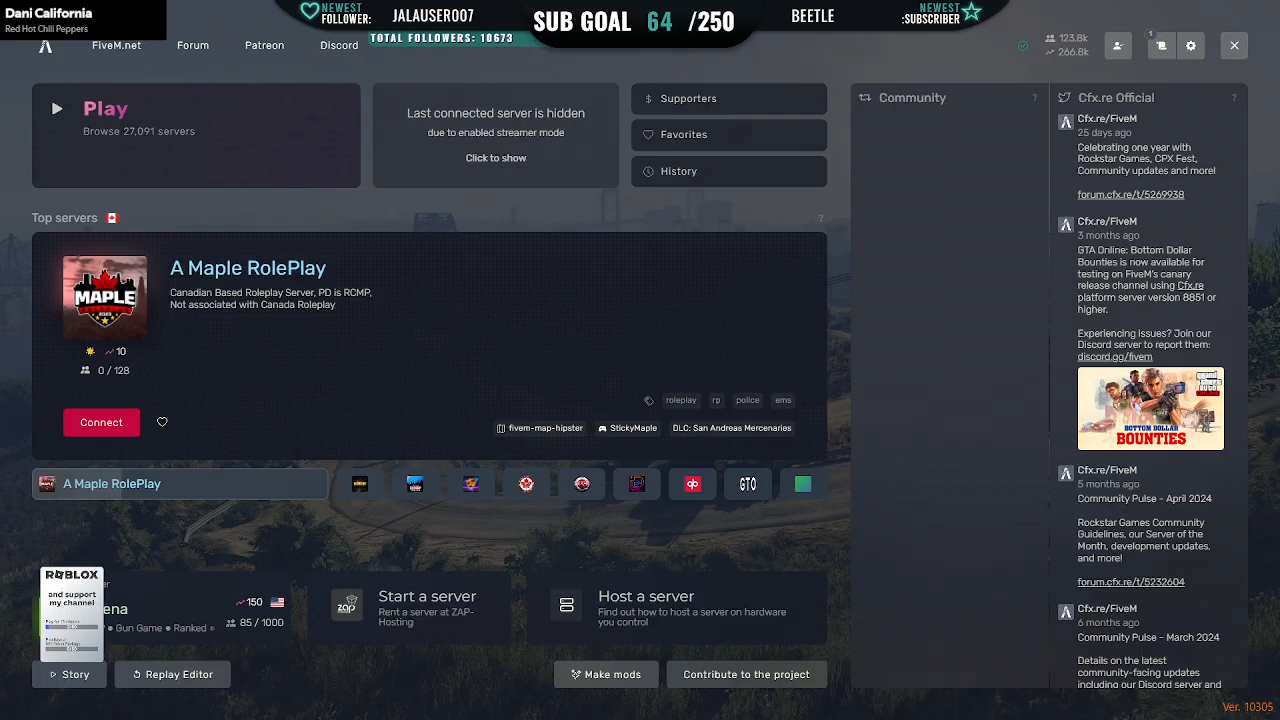 Dani California
Red Hot Chili Peppers
NEWEST
FOLLOWER:
JALAUSER007
SUB GOAL 64 /250
BEETLE
NEWEST
:SUBSCRIBER
TOTAL FOLLOWERS: 10673
FiveM.net
Forum
Patreon
Discord
123.8k
266.8k
1
Play
Browse 27,091 servers
Last connected server is hidden
due to enabled streamer mode
Click to show
$ Supporters
Favorites
History
Top servers
?
A Maple RolePlay
Canadian Based Roleplay Server, PD is RCMP,
Not associated with Canada Roleplay
MAPLE
2023
10
0 / 128
Connect
roleplay
rp
police
ems
fivem-map-hipster
StickyMaple
DLC: San Andreas Mercenaries
A Maple RolePlay
GTO
ROBLOX
and support
my channel
er
ena
• Gun Game • Ranked •
150
85 / 1000
ZAP
Start a server
Rent a server at ZAP-
Hosting
Host a server
Find out how to host a server on hardware
you control
Story
Replay Editor
Make mods
Contribute to the project
Community
?
Cfx.re Official
?
Cfx.re/FiveM
25 days ago
Celebrating one year with
Rockstar Games, CPX Fest,
Community updates and more!
forum.cfx.re/t/5269938
Cfx.re/FiveM
3 months ago
GTA Online: Bottom Dollar
Bounties is now available for
testing on FiveM's canary
release channel using Cfx.re
platform server version 8851 or
higher.
Experiencing issues? Join our
Discord server to report them:
discord.gg/fivem
BOTTOM DOLLAR
BOUNTIES
Cfx.re/FiveM
5 months ago
Community Pulse - April 2024
Rockstar Games Community
Guidelines, our Server of the
Month, development updates,
and more!
forum.cfx.re/t/5232604
Cfx.re/FiveM
6 months ago
Community Pulse - March 2024
Details on the latest
community-facing updates
including our Discord server and
Ver. 10305